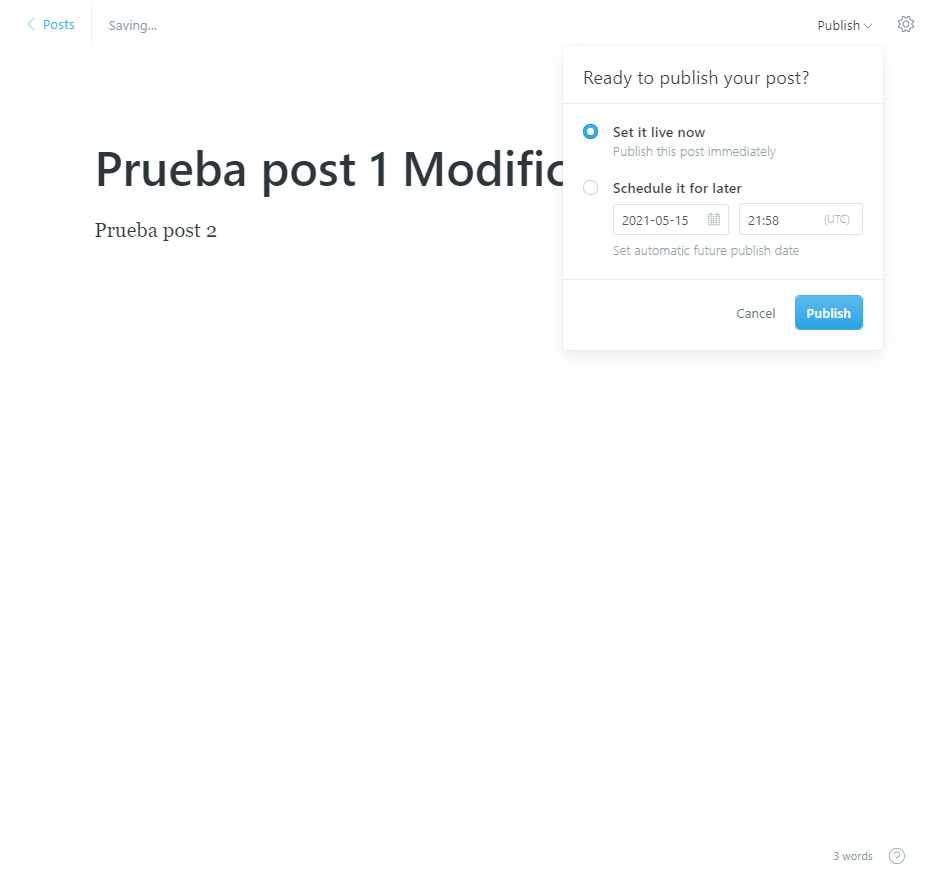 Posts
Saving...
Publish
Ready to publish your post?
Set it live now
Publish this post immediately
Prueba post 1 Modific
Schedule it for later
2021-05-15
21:58 (UTC)
Prueba post 2
Set automatic future publish date
Cancel
Publish
3 words
?